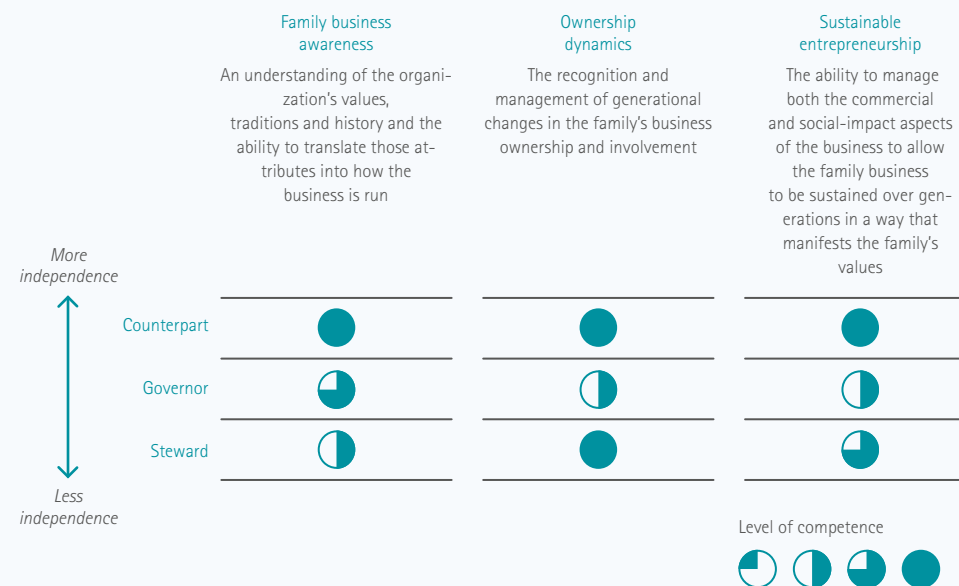 Family business
awareness
An understanding of the organi-
zation's values,
traditions and history and the
ability to translate those at-
tributes into how the
business is run
Ownership
dynamics
The recognition and
management of generational
changes in the family's business
ownership and involvement
Sustainable
entrepreneurship
The ability to manage
both the commercial
and social-impact aspects
of the business to allow
the family business
to be sustained over gen-
erations in a way that
manifests the family's
values
More
independence
Counterpart
Governor
Steward
Less
independence
Level of competence